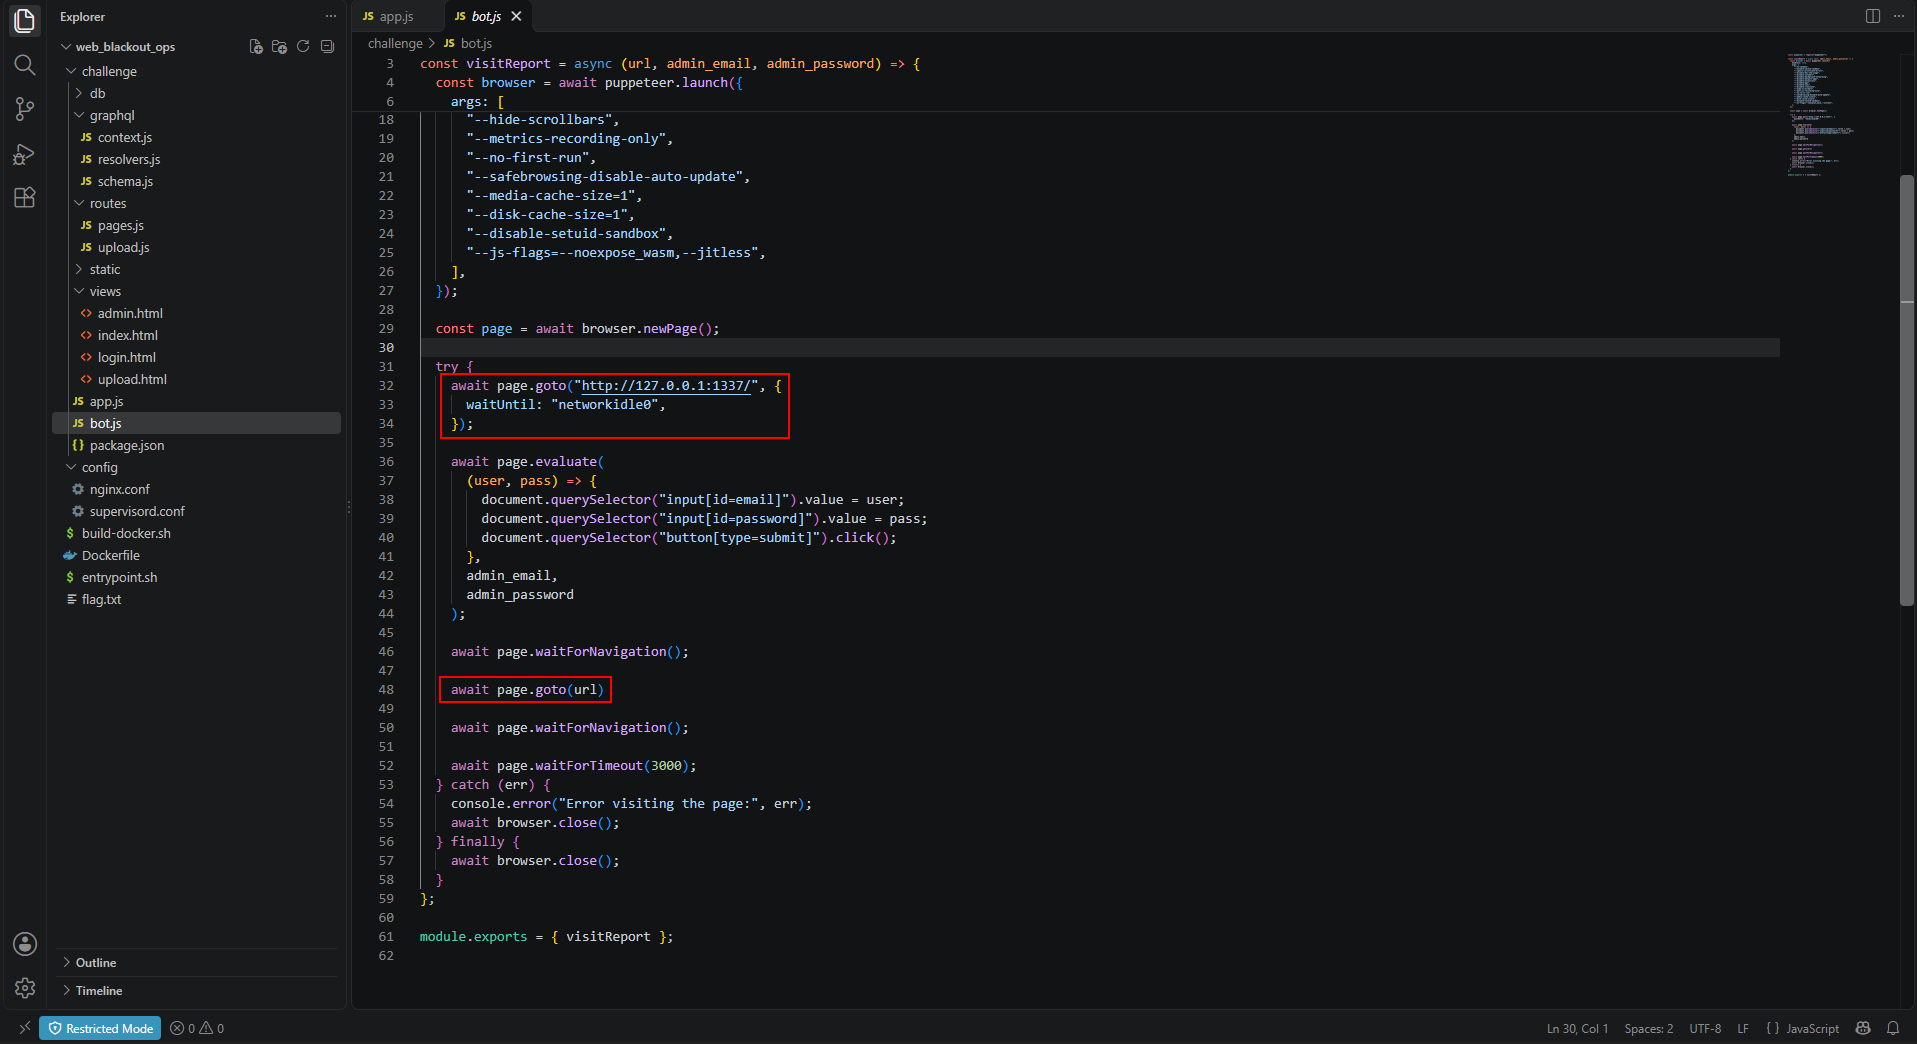 Explorer
web_blackout_ops
challenge
db
graphql
JS context.js
JS resolvers.js
JS schema.js
routes
JS pages.js
JS upload.js
static
views
<> admin.html
<> index.html
<> login.html
<> upload.html
JS app.js
JS bot.js
{} package.json
config
nginx.conf
supervisord.conf
$ build-docker.sh
Dockerfile
$ entrypoint.sh
flag.txt
Outline
Timeline
JS app.js
JS bot.js
challenge > JS bot.js
3 const visitReport = async (url, admin_email, admin_password) => {
4 const browser = await puppeteer.launch({
6 args: [
18 "--hide-scrollbars",
19 "--metrics-recording-only",
20 "--no-first-run",
21 "--safebrowsing-disable-auto-update",
22 "--media-cache-size=1",
23 "--disk-cache-size=1",
24 "--disable-setuid-sandbox",
25 "--js-flags=--noexpose_wasm,--jitless",
26 ],
27 });
28
29 const page = await browser.newPage();
30
31 try {
32 await page.goto("http://127.0.0.1:1337/", {
33 waitUntil: "networkidle0",
34 });
35
36 await page.evaluate(
37 (user, pass) => {
38 document.querySelector("input[id=email]").value = user;
39 document.querySelector("input[id=password]").value = pass;
40 document.querySelector("button[type=submit]").click();
41 },
42 admin_email,
43 admin_password
44 );
45
46 await page.waitForNavigation();
47
48 await page.goto(url)
49
50 await page.waitForNavigation();
51
52 await page.waitForTimeout(3000);
53 } catch (err) {
54 console.error("Error visiting the page:", err);
55 await browser.close();
56 } finally {
57 await browser.close();
58 }
59 };
60
61 module.exports = { visitReport };
62
Restricted Mode 0 0
Ln 30, Col 1 Spaces: 2 UTF-8 LF {} JavaScript